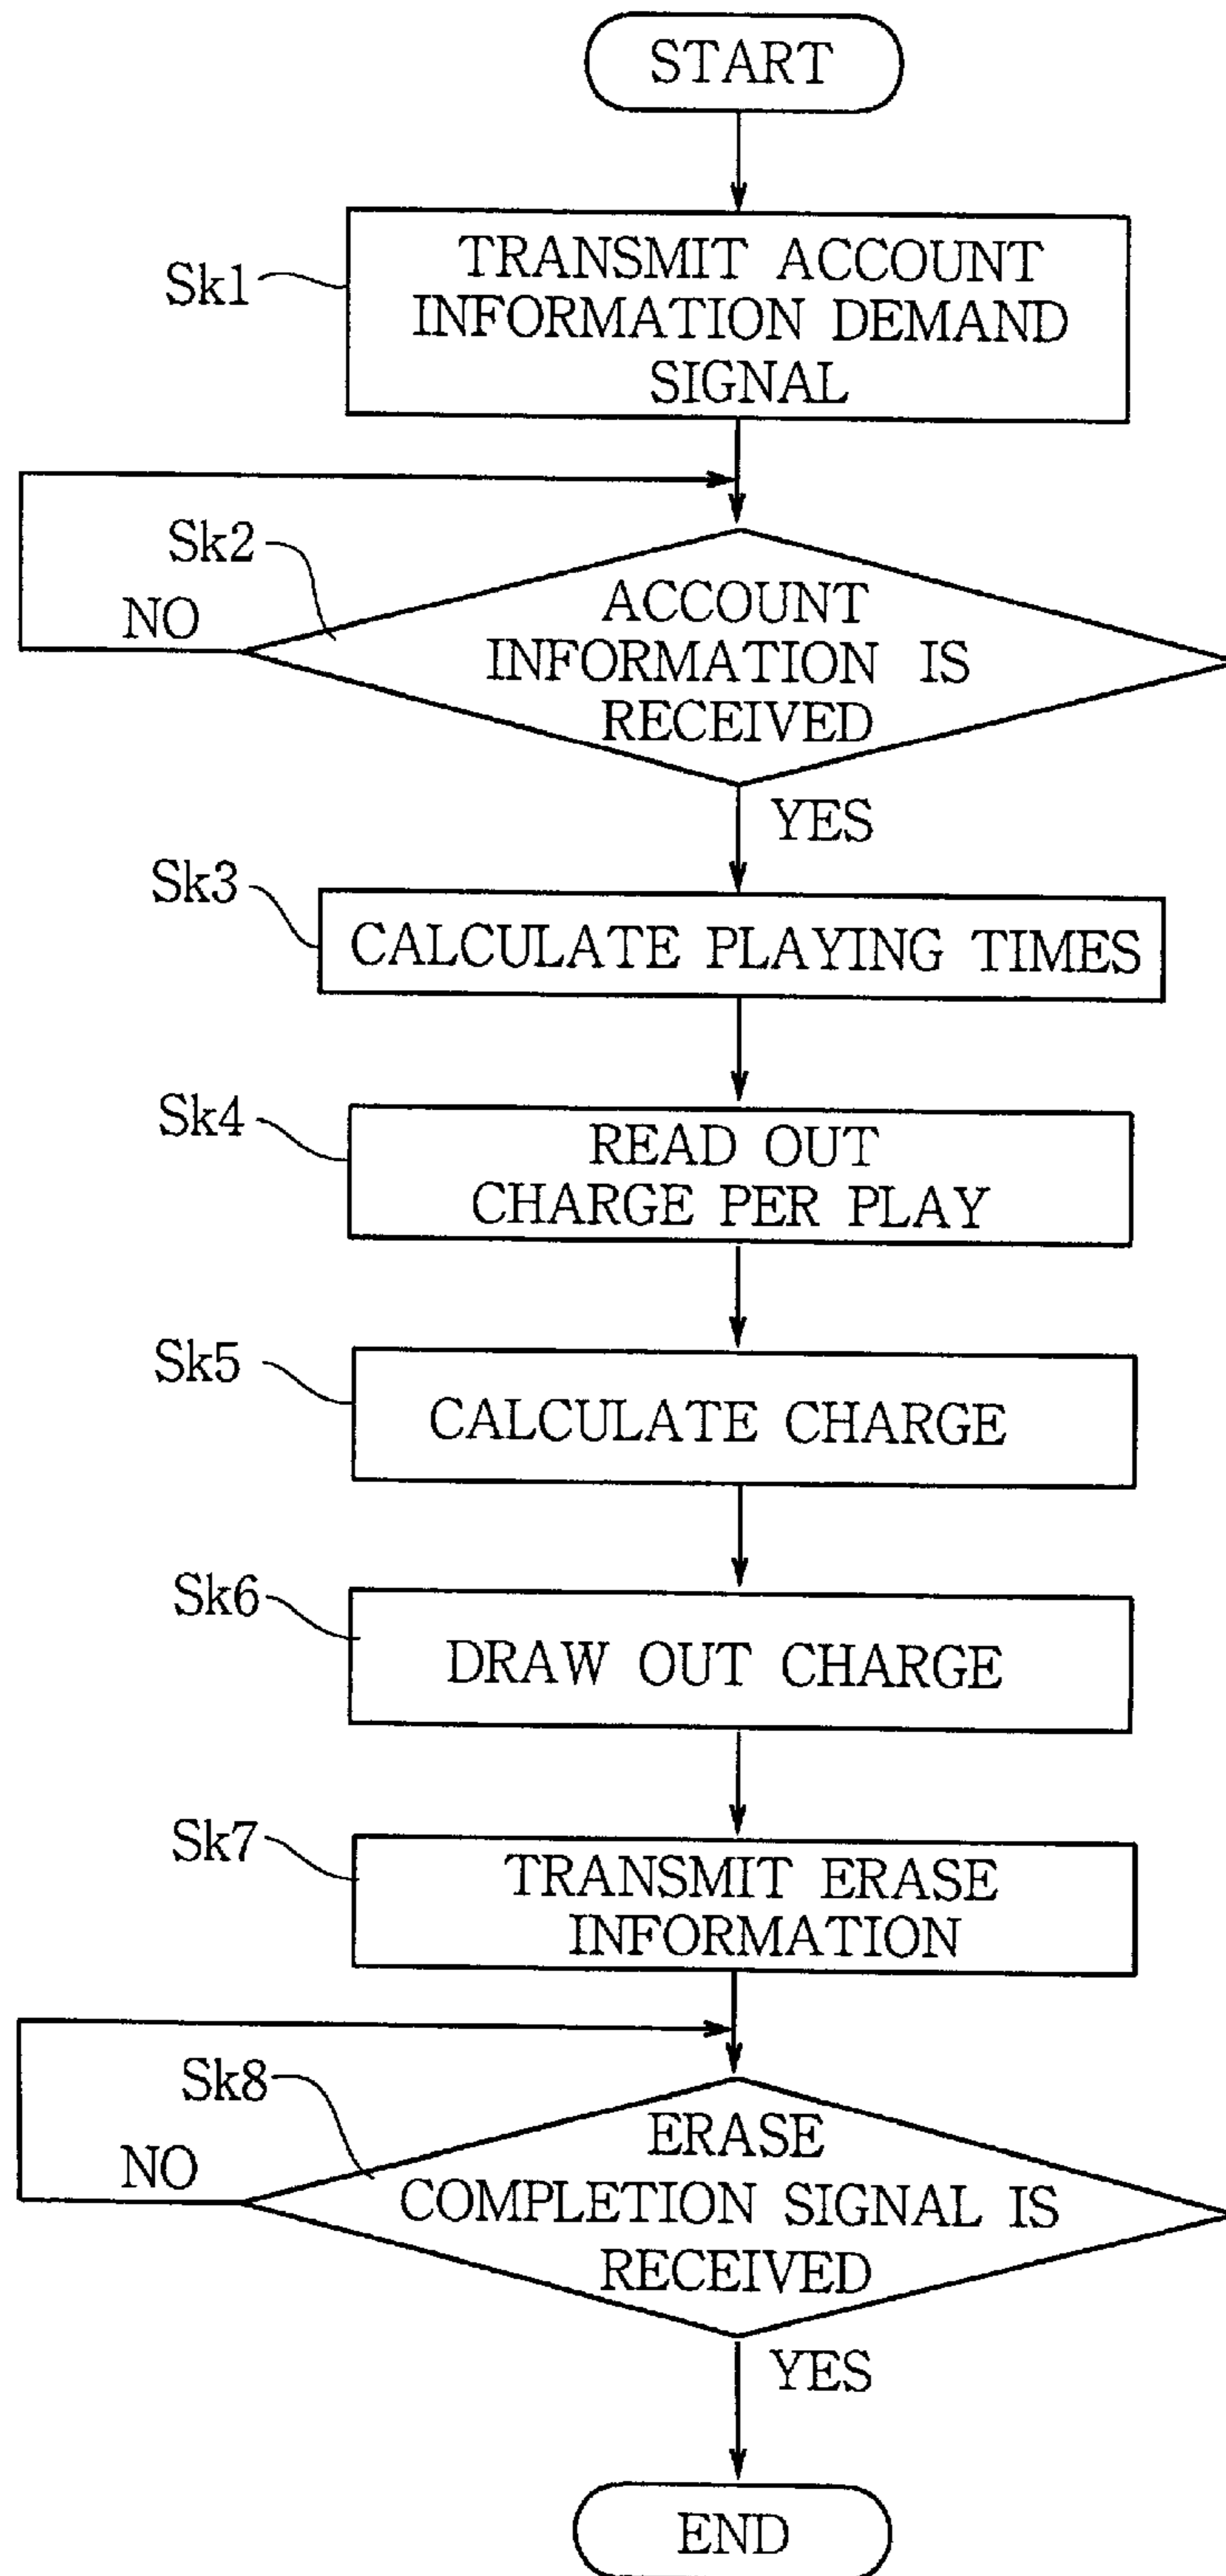 START
Sk1
TRANSMIT ACCOUNT
INFORMATION DEMAND
SIGNAL
Sk2
NO
ACCOUNT
INFORMATION IS
RECEIVED
YES
Sk3
CALCULATE PLAYING TIMES
Sk4
READ OUT
CHARGE PER PLAY
Sk5
CALCULATE CHARGE
Sk6
DRAW OUT CHARGE
Sk7
TRANSMIT ERASE
INFORMATION
Sk8
NO
ERASE
COMPLETION SIGNAL IS
RECEIVED
YES
END